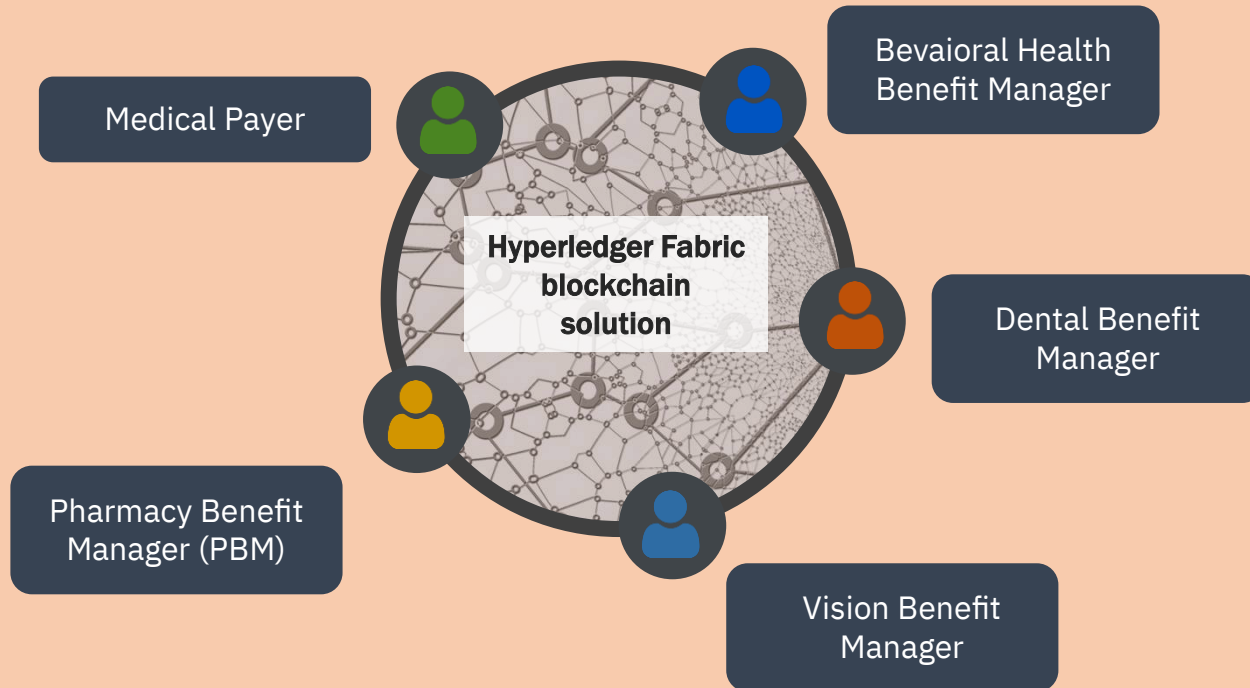 Bevaioral Health
Benefit Manager
Medical Payer
Hyperledger Fabric
blockchain
solution
Dental Benefit
Manager
Pharmacy Benefit
Manager (PBM)
Vision Benefit
Manager